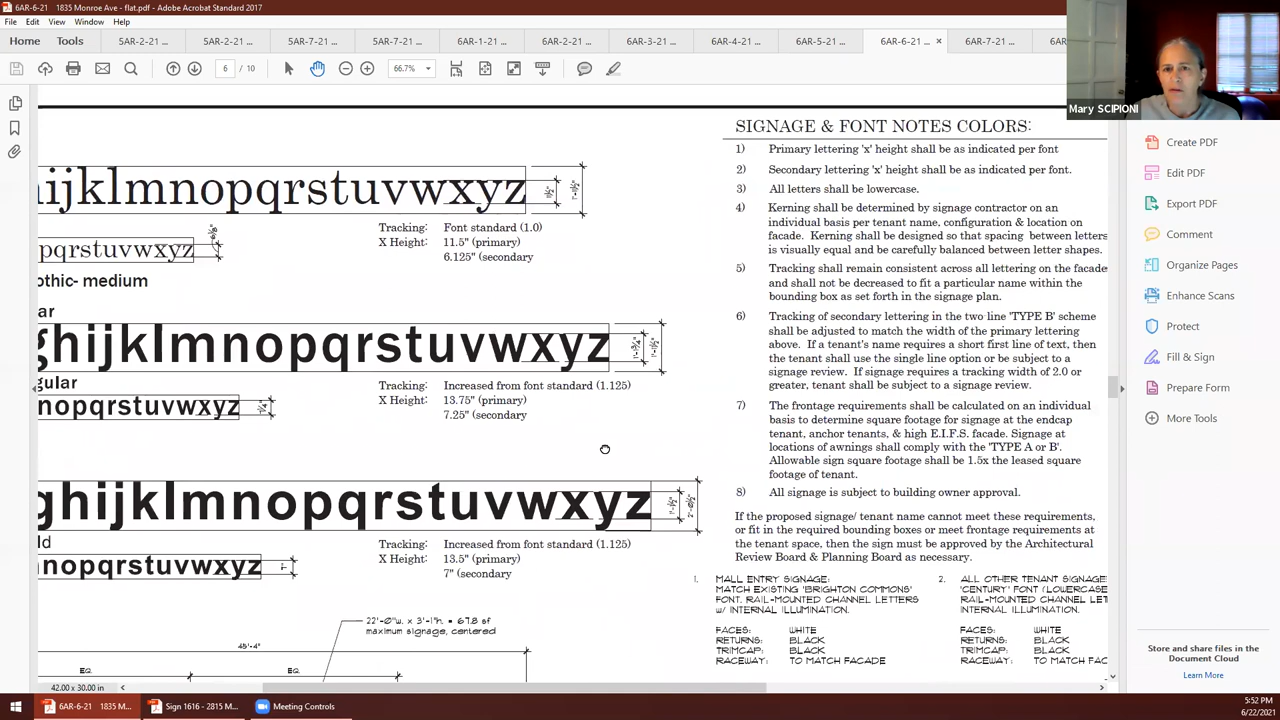 6AR-6-21 1835 Monroe Ave - flat.pdf - Adobe Acrobat Standard 2017
File Edit View Window Help
Home Tools 5AR-2-21 ... 5AR-2-21 ... 5AR-7-21 ... 5AR-7-21 ... 6AR-1-21 ... 6AR-2-21 ... 6AR-3-21 ... 6AR-4-21 ... 6AR-5-21 ... 6AR-6-21 ... × 6AR-7-21 ...
6 / 10 66.7%
Mary SCIPIONI
SIGNAGE & FONT NOTES COLORS:
1) Primary lettering 'x' height shall be as indicated per font
2) Secondary lettering 'x' height shall be as indicated per font.
3) All letters shall be lowercase.
4) Kerning shall be determined by signage contractor on an
individual basis per tenant name, configuration & location on
facade. Kerning shall be designed so that spacing between letters
is visually equal and be carefully balanced between letter shapes.
5) Tracking shall remain consistent across all lettering on the facade
and shall not be decreased to fit a particular name within the
bounding box as set forth in the signage plan.
6) Tracking of secondary lettering in the two line 'TYPE B' scheme
shall be adjusted to match the width of the primary lettering
above. If a tenant's name requires a short first line of text, then
the tenant shall use the single line option or be subject to a
signage review. If signage requires a tracking width of 2.0 or
greater, tenant shall be subject to a signage review.
7) The frontage requirements shall be calculated on an individual
basis to determine square footage for signage at the endcap
tenant, anchor tenants, & high E.I.F.S. facade. Signage at
locations of awnings shall comply with the 'TYPE A or B'.
Allowable sign square footage shall be 1.5x the leased square
footage of tenant.
8) All signage is subject to building owner approval.
If the proposed signage/ tenant name cannot meet these requirements,
or fit in the required bounding boxes or meet frontage requirements at
the tenant space, then the sign must be approved by the Architectural
Review Board & Planning Board as necessary.
hijklmnopqrstuvwxyz
Tracking: Font standard (1.0)
X Height: 11.5" (primary)
6.125" (secondary
pqrstuvwxyz
othic- medium
ar
ghijklmnopqrstuvwxyz
gular
Tracking: Increased from font standard (1.125)
X Height: 13.75" (primary)
7.25" (secondary
nopqrstuvwxyz
ghijklmnopqrstuvwxyz
ld
Tracking: Increased from font standard (1.125)
X Height: 13.5" (primary)
7" (secondary
nopqrstuvwxyz
22'-0"w. x 3'-1"h. = 67.8 sf
maximum signage, centered
45'-4"
EQ. EQ.
1. MALL ENTRY SIGNAGE:
MATCH EXISTING 'BRIGHTON COMMONS'
FONT. RAIL-MOUNTED CHANNEL LETTERS
w/ INTERNAL ILLUMINATION.
FACES: WHITE
RETURNS: BLACK
TRIMCAP: BLACK
RACEWAY: TO MATCH FACADE
2. ALL OTHER TENANT SIGNAGE
'CENTURY' FONT (LOWERCASE
RAIL-MOUNTED CHANNEL LET
INTERNAL ILLUMINATION.
FACES: WHITE
RETURNS: BLACK
TRIMCAP: BLACK
RACEWAY: TO MATCH FA
Create PDF
Edit PDF
Export PDF
Comment
Organize Pages
Enhance Scans
Protect
Fill & Sign
Prepare Form
More Tools
Store and share files in the
Document Cloud
Learn More
42.00 x 30.00 in
6AR-6-21 1835 M... Sign 1616 - 2815 M... Meeting Controls
5:52 PM
6/22/2021